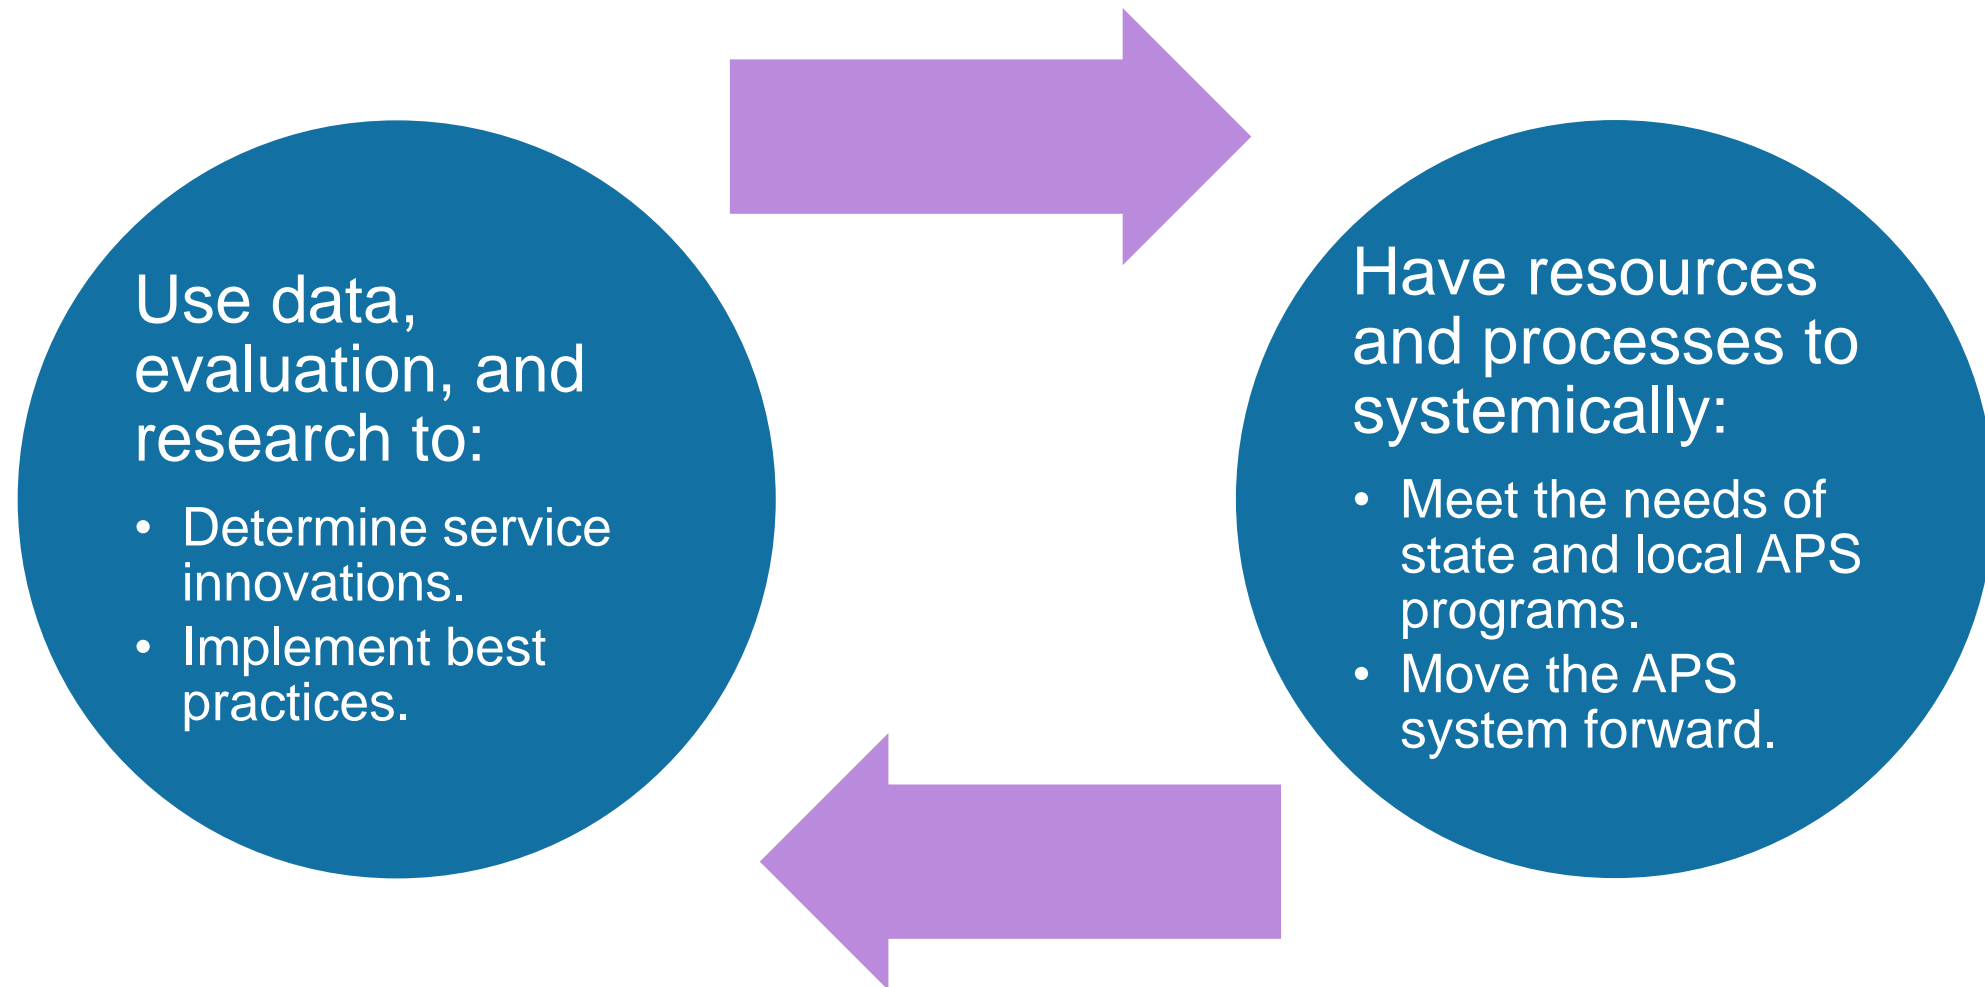 Use data,
evaluation, and
research to:
• Determine service
innovations.
• Implement best
practices.
Have resources
and processes to
systemically:
• Meet the needs of
state and local APS
programs.
• Move the APS
system forward.